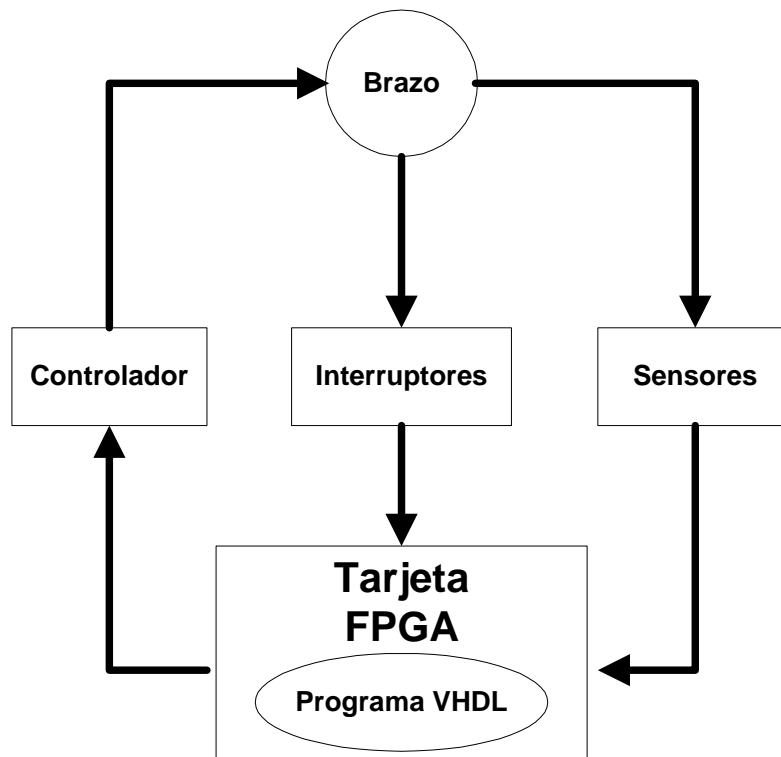 Brazo
Controlador
Interruptores
Sensores
Tarjeta
FPGA
Programa VHDL